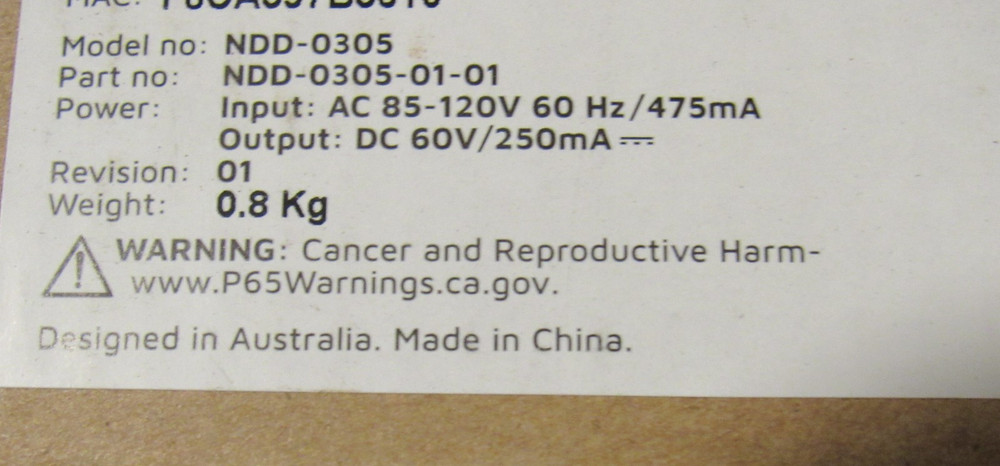 MAC:
Model no: NDD-0305
Part no: NDD-0305-01-01
Power: Input: AC 85-120V 60 Hz/475mA
Output: DC 60V/250mA ⎓
Revision: 01
Weight: 0.8 Kg
WARNING: Cancer and Reproductive Harm-
www.P65Warnings.ca.gov.
Designed in Australia. Made in China.